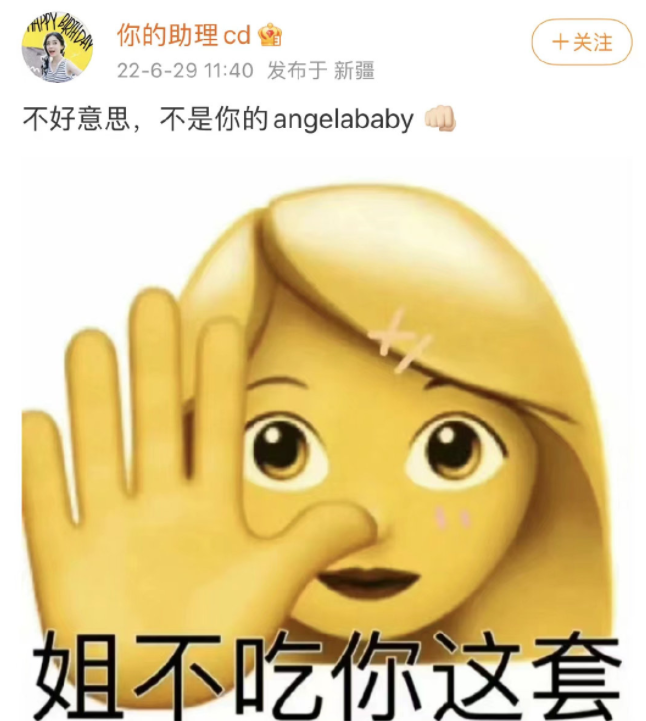 HAPPY BIRTHDAY
你的助理cd
22-6-29 11:40 发布于 新疆
+关注
不好意思，不是你的angelababy 👊🏻
姐不吃你这套